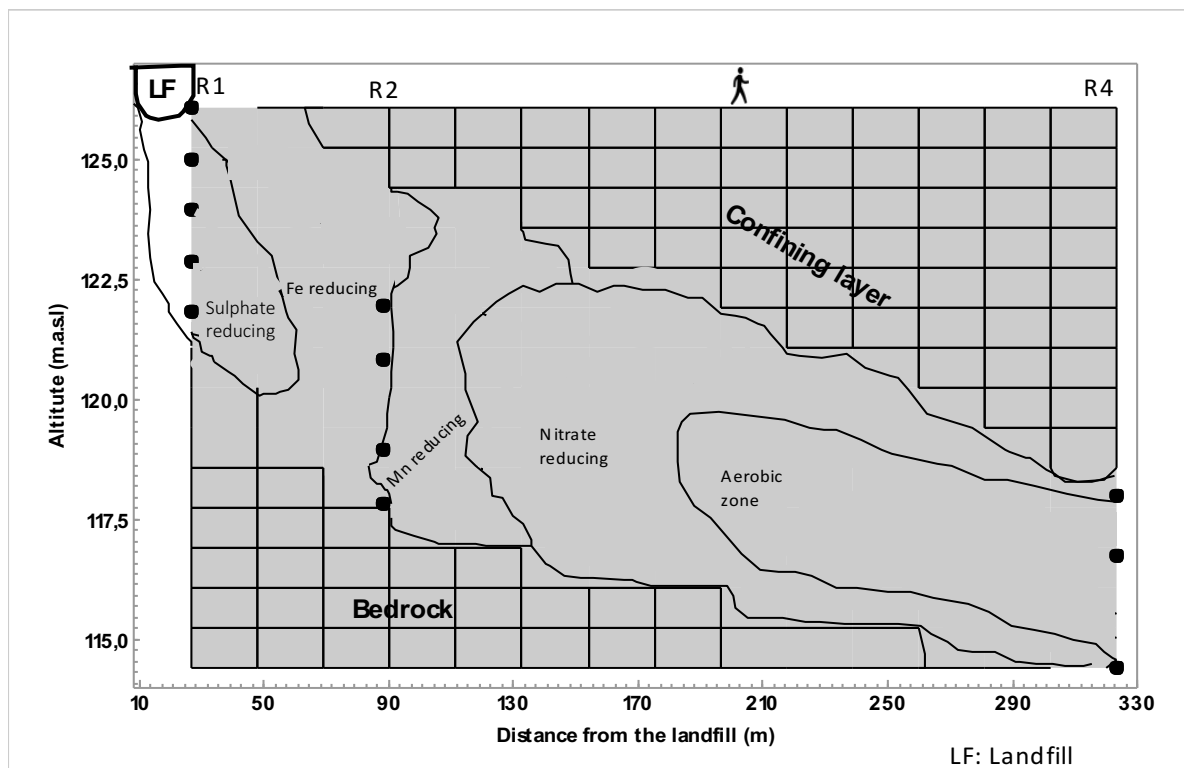 LF
R1
R2
R4
125,0
122,5
120,0
117,5
115,0
Altitute (m.a.s.l)
Confining layer
Fe reducing
Sulphate
reducing
Mn reducing
Nitrate
reducing
Aerobic
zone
Bedrock
10
50
90
130
170
210
250
290
330
Distance from the landfill (m)
LF: Landfill